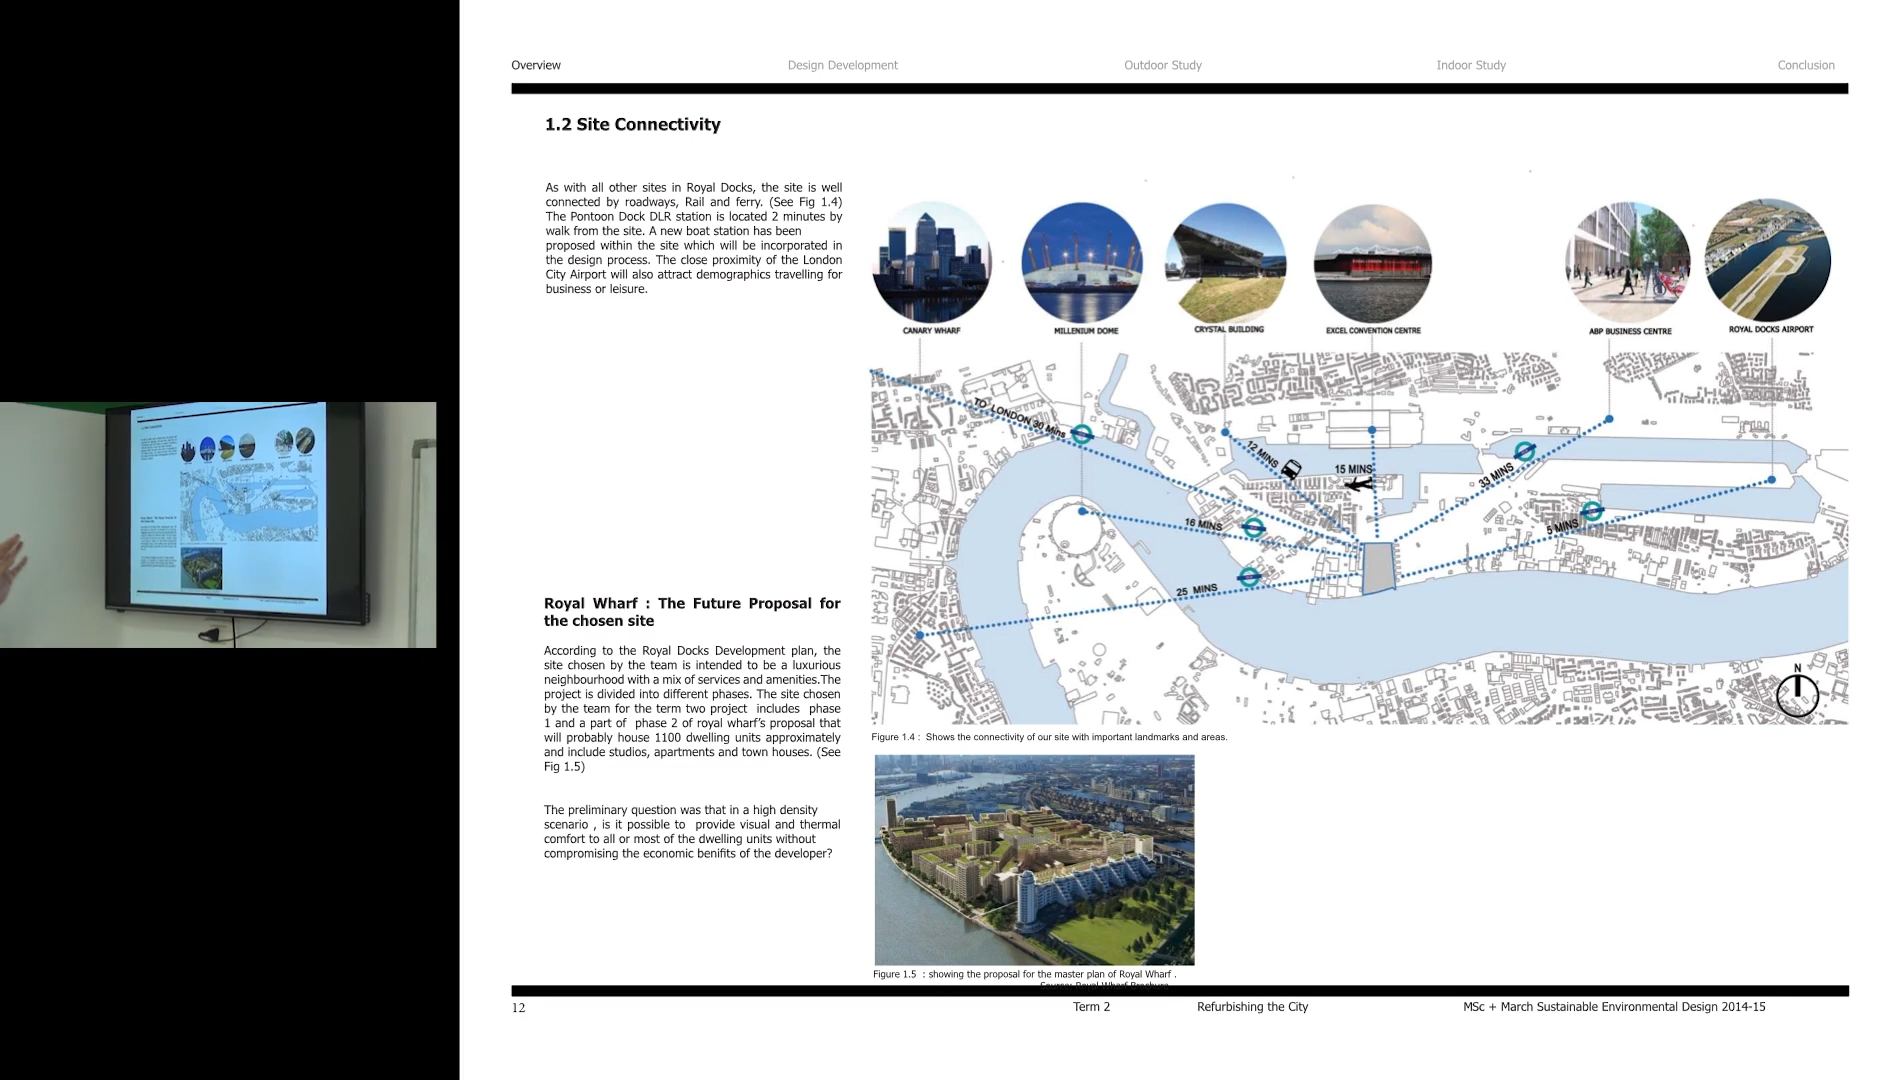 Overview Design Development Outdoor Study Indoor Study Conclusion
1.2 Site Connectivity
As with all other sites in Royal Docks, the site is well
connected by roadways, Rail and ferry. (See Fig 1.4)
The Pontoon Dock DLR station is located 2 minutes by
walk from the site. A new boat station has been
proposed within the site which will be incorporated in
the design process. The close proximity of the London
City Airport will also attract demographics travelling for
business or leisure.
CANARY WHARF
MILLENIUM DOME
CRYSTAL BUILDING
EXCEL CONVENTION CENTRE
ABP BUSINESS CENTRE
ROYAL DOCKS AIRPORT
TO LONDON 30 Mins
12 MINS
15 MINS
33 MINS
16 MINS
5 MINS
25 MINS
N
Royal Wharf : The Future Proposal for
the chosen site
According to the Royal Docks Development plan, the
site chosen by the team is intended to be a luxurious
neighbourhood with a mix of services and amenities.The
project is divided into different phases. The site chosen
by the team for the term two project includes phase
1 and a part of phase 2 of royal wharf's proposal that
will probably house 1100 dwelling units approximately
and include studios, apartments and town houses. (See
Fig 1.5)
The preliminary question was that in a high density
scenario , is it possible to provide visual and thermal
comfort to all or most of the dwelling units without
compromising the economic benifits of the developer?
Figure 1.4 : Shows the connectivity of our site with important landmarks and areas.
Figure 1.5 : showing the proposal for the master plan of Royal Wharf .
Source: Royal Wharf Brochure
12 Term 2 Refurbishing the City MSc + March Sustainable Environmental Design 2014-15